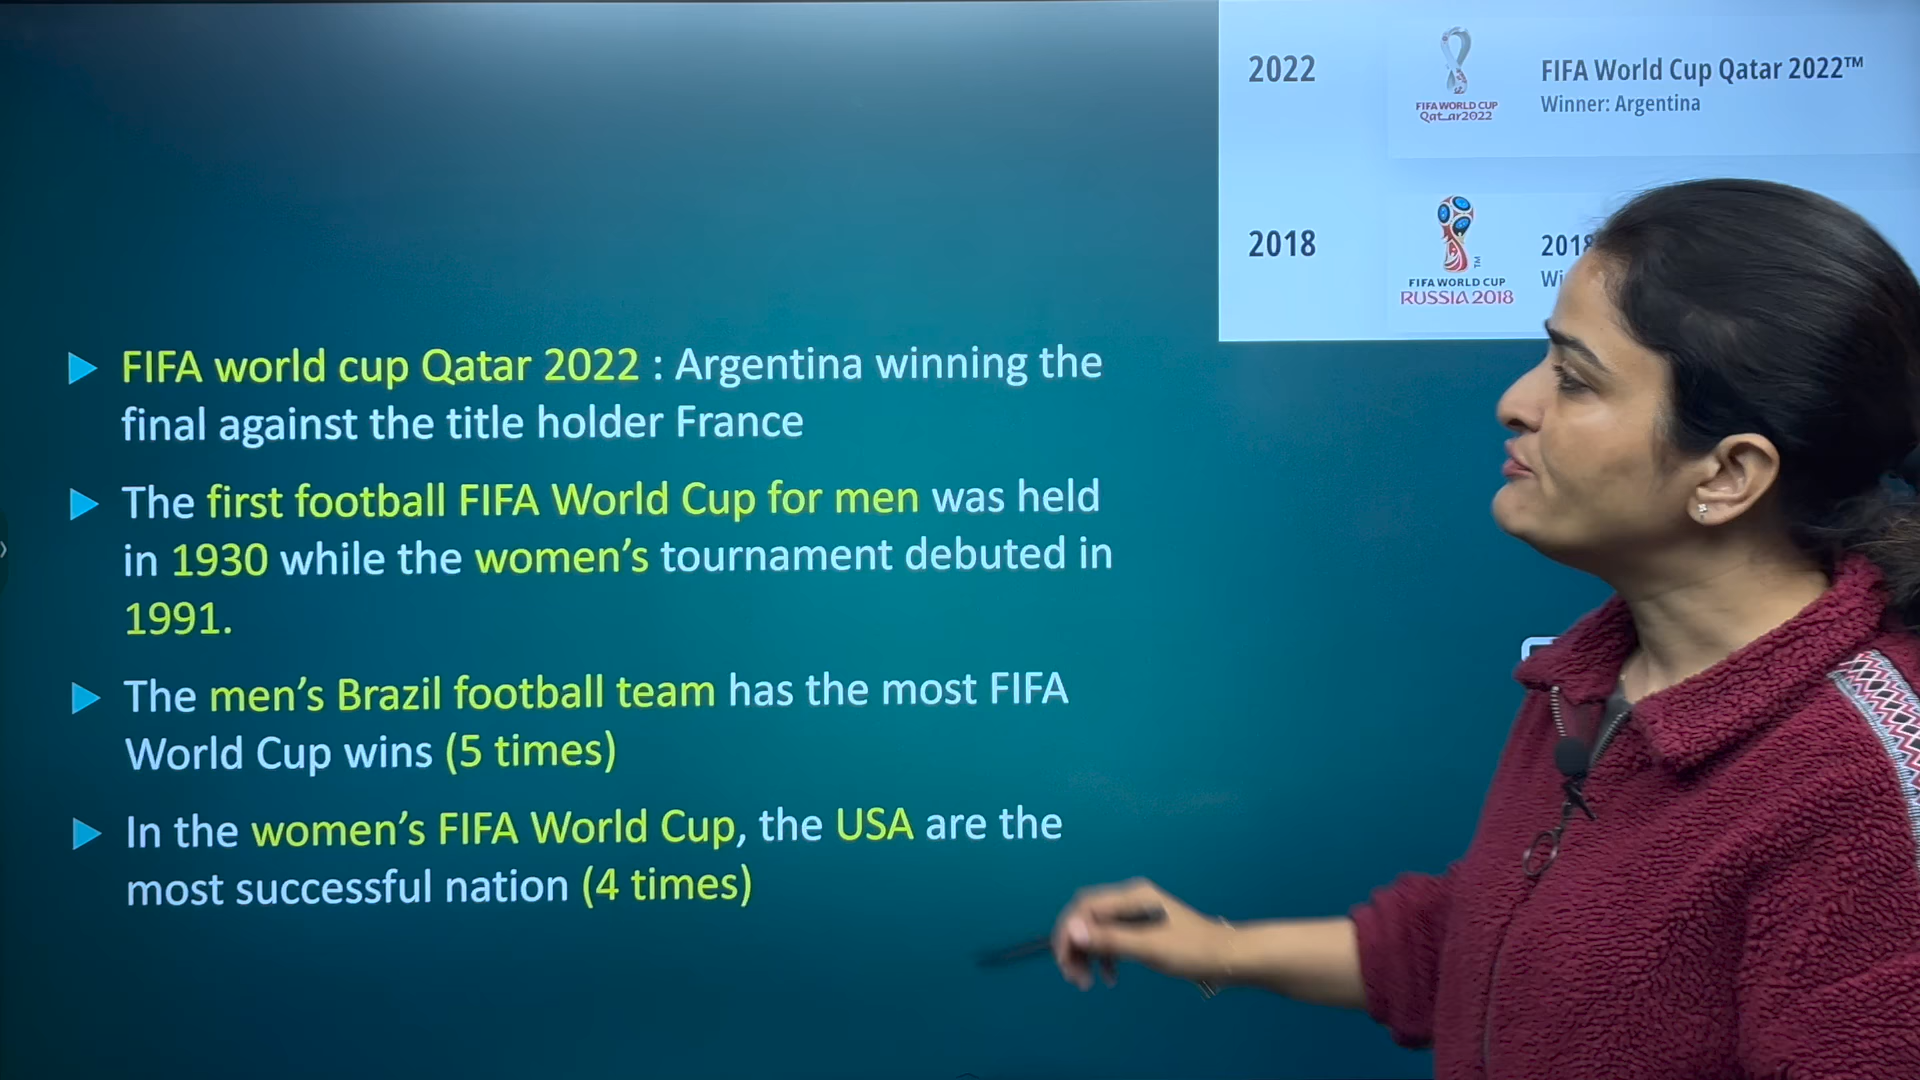 2022
FIFA WORLD CUP
Qatar2022
FIFA World Cup Qatar 2022™
Winner: Argentina
2018
FIFA WORLD CUP
RUSSIA 2018
TM
2018
FIFA world cup Qatar 2022 : Argentina winning the
final against the title holder France
The first football FIFA World Cup for men was held
in 1930 while the women’s tournament debuted in
1991.
The men’s Brazil football team has the most FIFA
World Cup wins (5 times)
In the women’s FIFA World Cup, the USA are the
most successful nation (4 times)